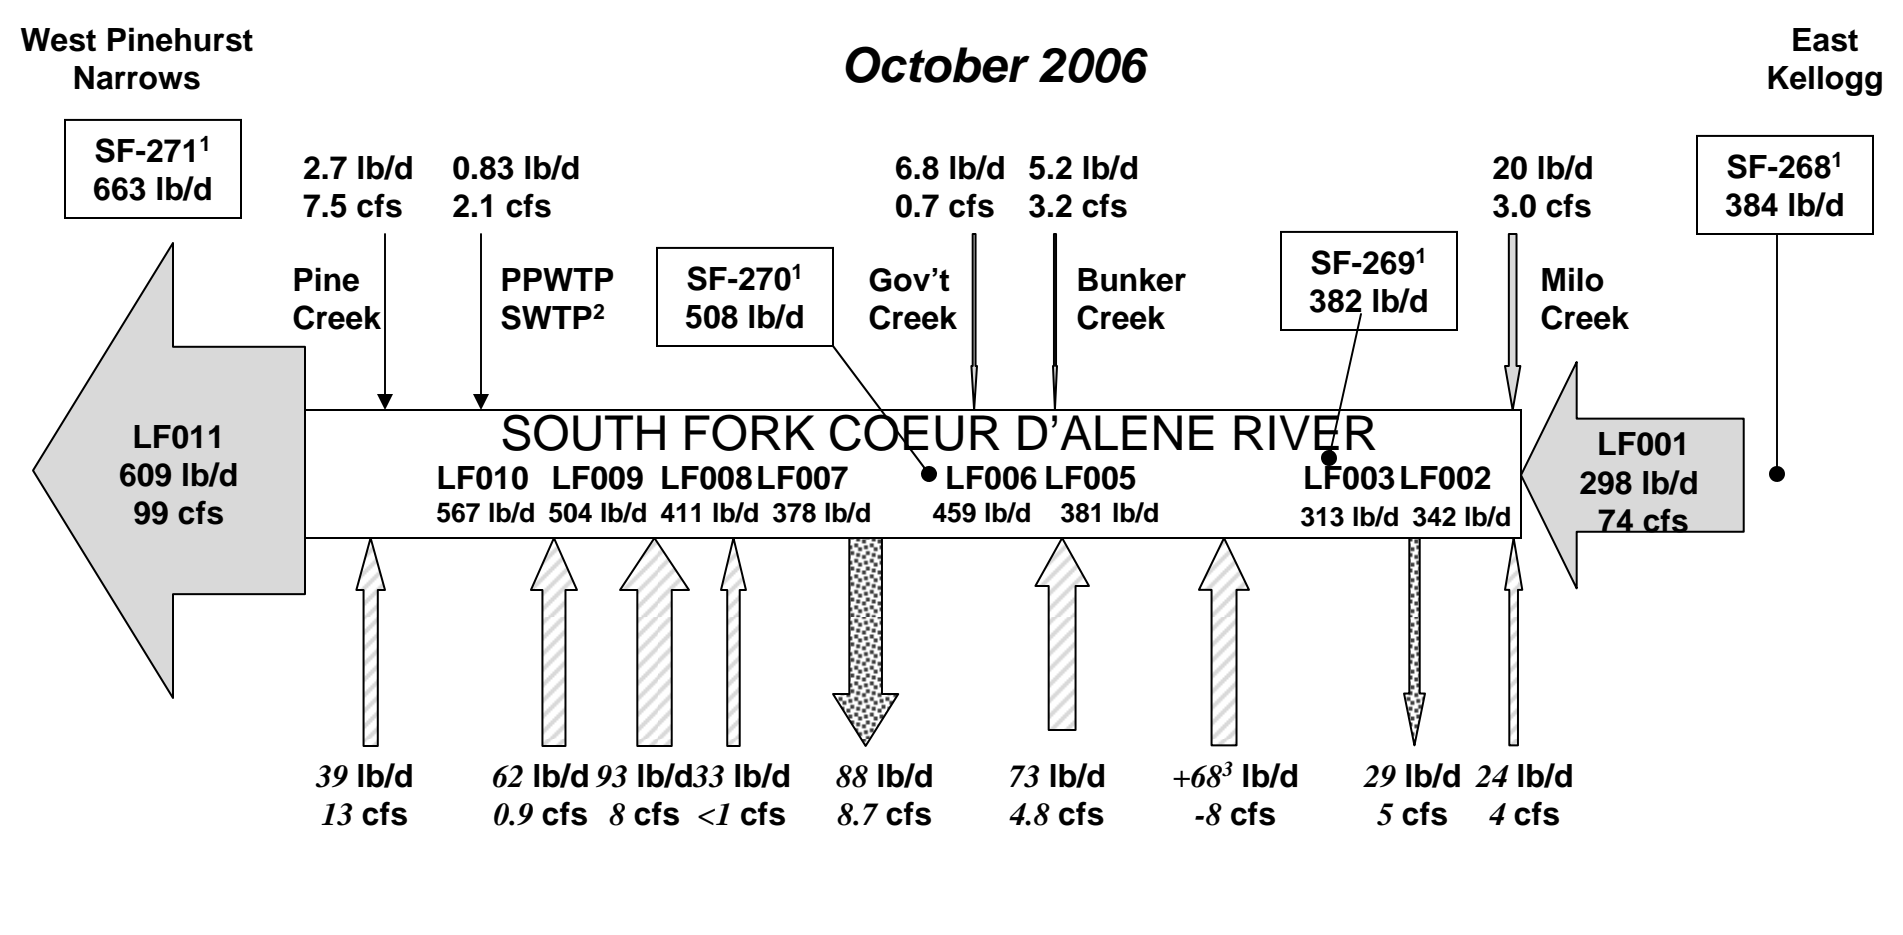 October 2006
West Pinehurst
Narrows
East
Kellogg
SF-271¹
663 lb/d
2.7 lb/d
7.5 cfs
0.83 lb/d
2.1 cfs
6.8 lb/d
0.7 cfs
5.2 lb/d
3.2 cfs
20 lb/d
3.0 cfs
SF-268¹
384 lb/d
Pine
Creek
PPWTP
SWTP²
SF-270¹
508 lb/d
Gov’t
Creek
Bunker
Creek
SF-269¹
382 lb/d
Milo
Creek
SOUTH FORK COEUR D’ALENE RIVER
LF011
609 lb/d
99 cfs
LF010
567 lb/d
LF009
504 lb/d
LF008
411 lb/d
LF007
378 lb/d
LF006
459 lb/d
LF005
381 lb/d
LF003
313 lb/d
LF002
342 lb/d
LF001
298 lb/d
74 cfs
39 lb/d
13 cfs
62 lb/d
0.9 cfs
93 lb/d
8 cfs
33 lb/d
<1 cfs
88 lb/d
8.7 cfs
73 lb/d
4.8 cfs
+68³ lb/d
-8 cfs
29 lb/d
5 cfs
24 lb/d
4 cfs